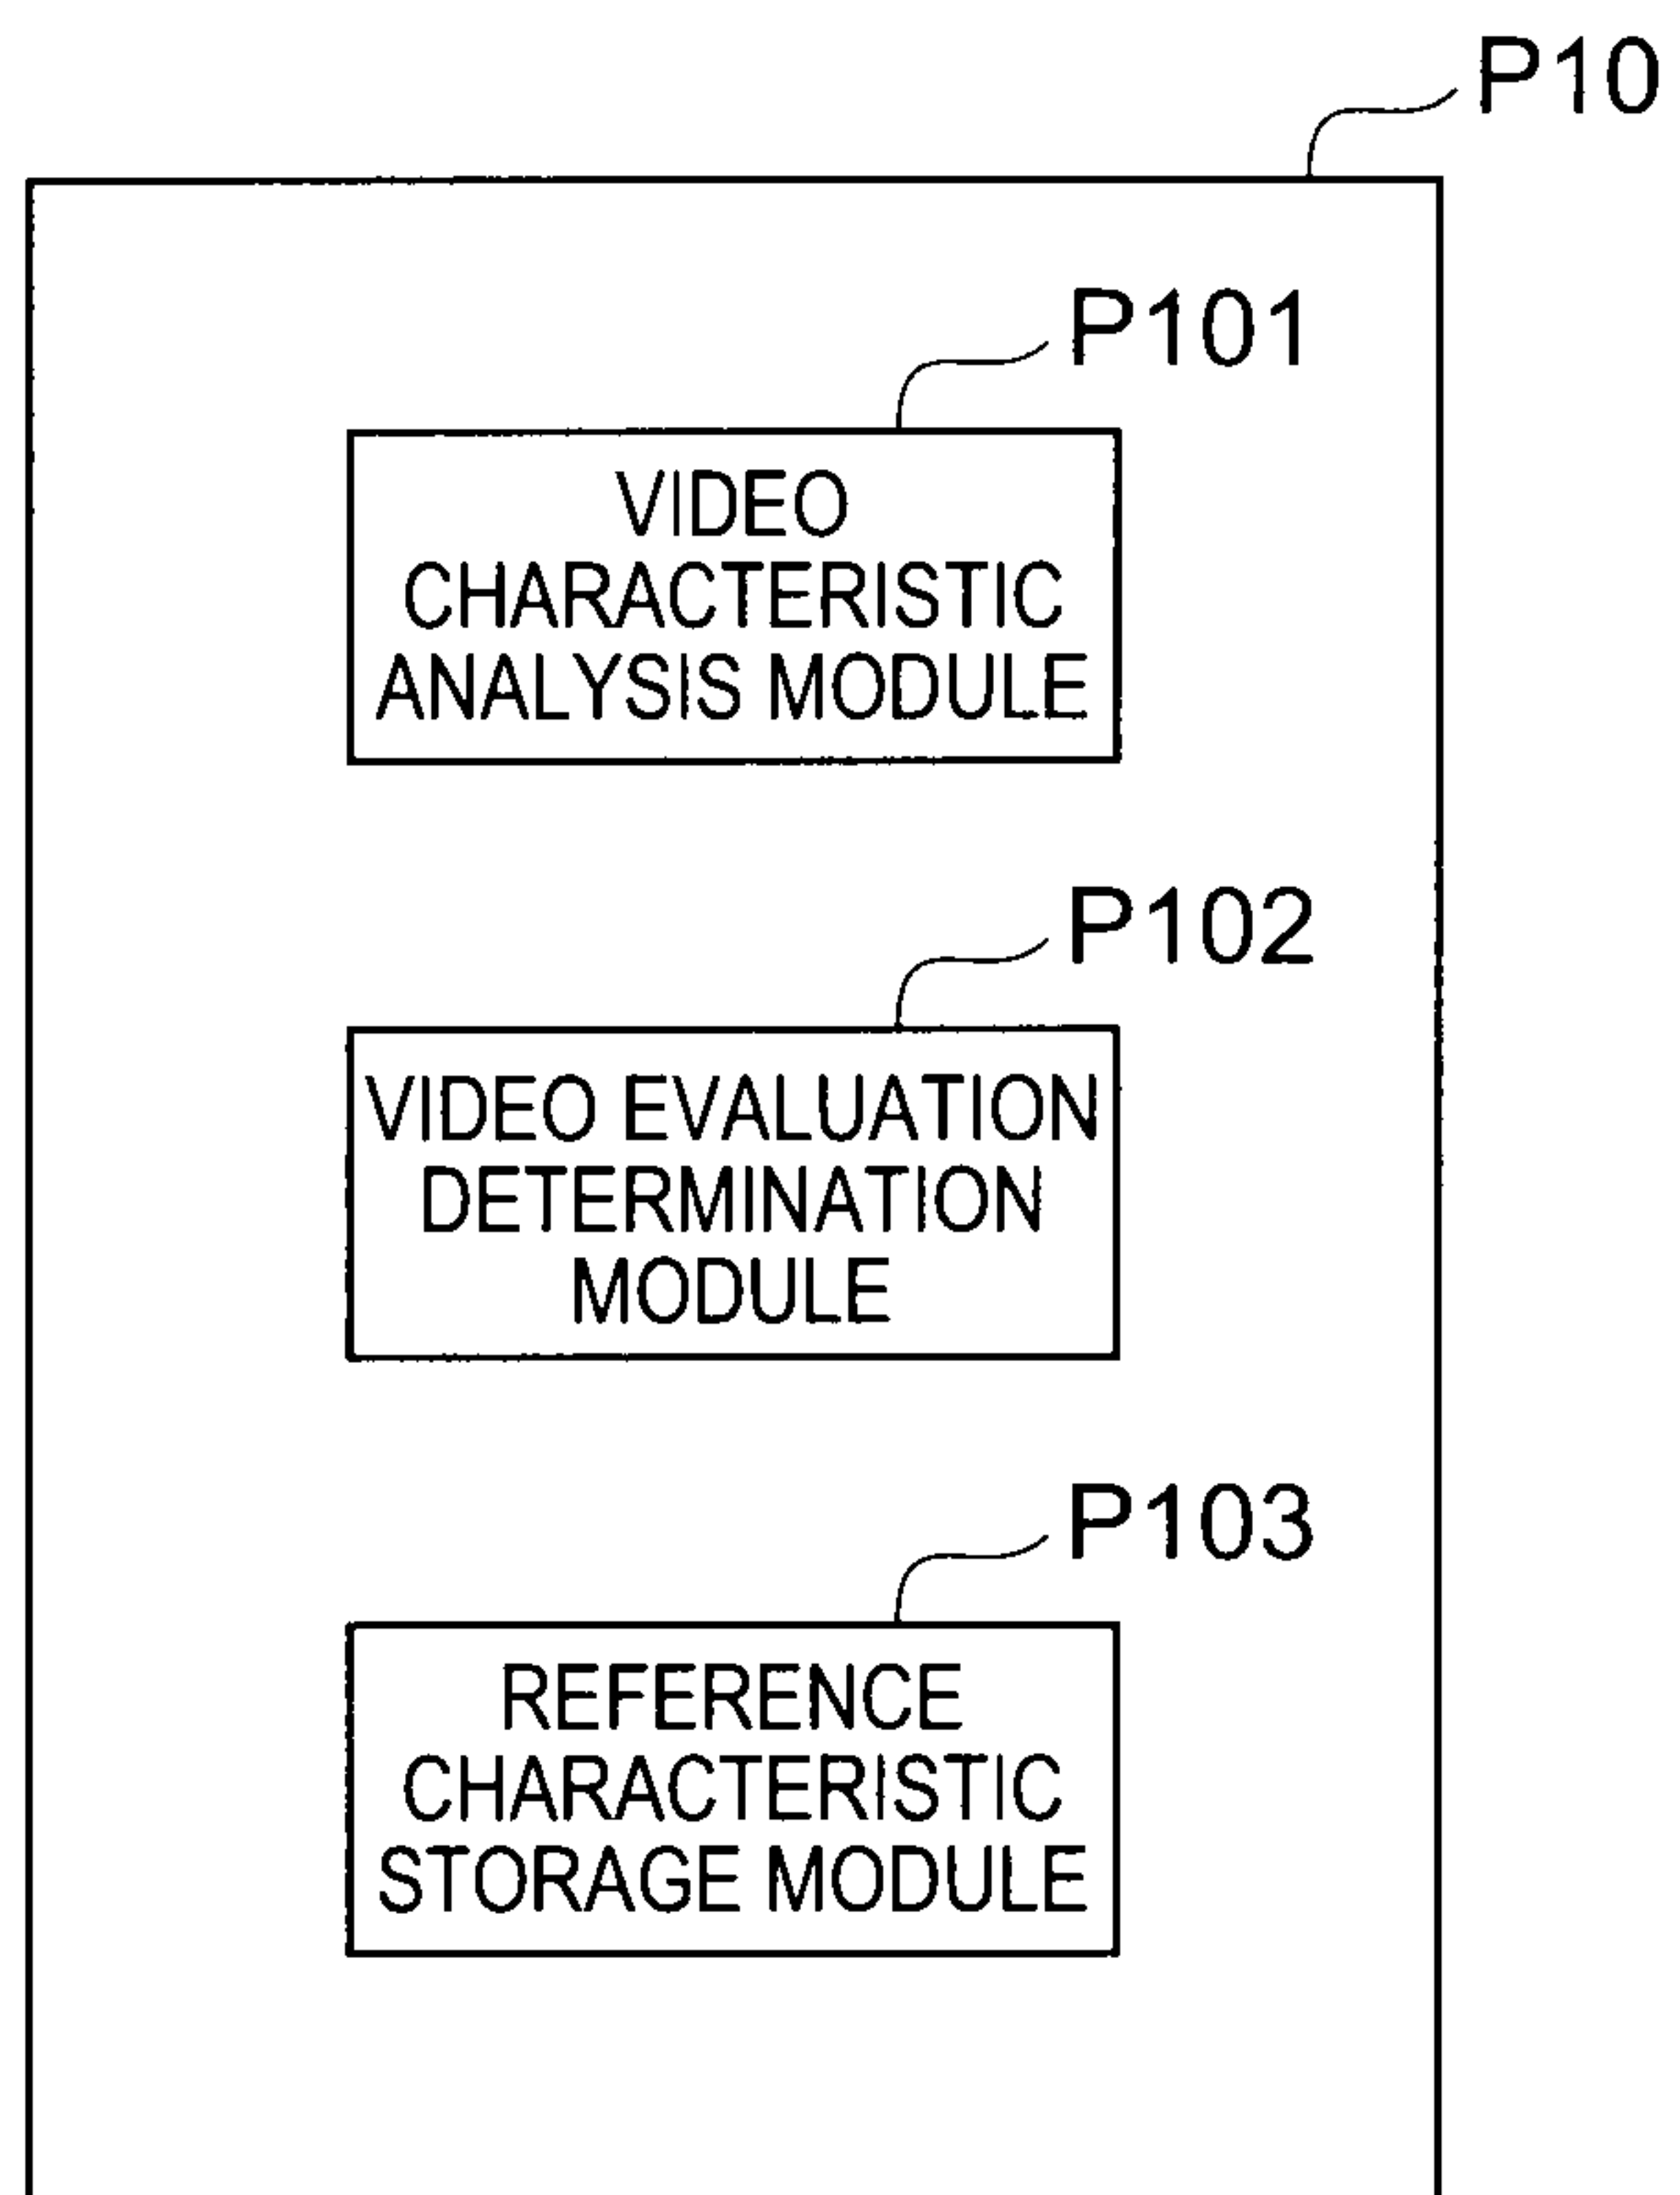 P10
P101
VIDEO
CHARACTERISTIC
ANALYSIS MODULE
P102
VIDEO EVALUATION
DETERMINATION
MODULE
P103
REFERENCE
CHARACTERISTIC
STORAGE MODULE